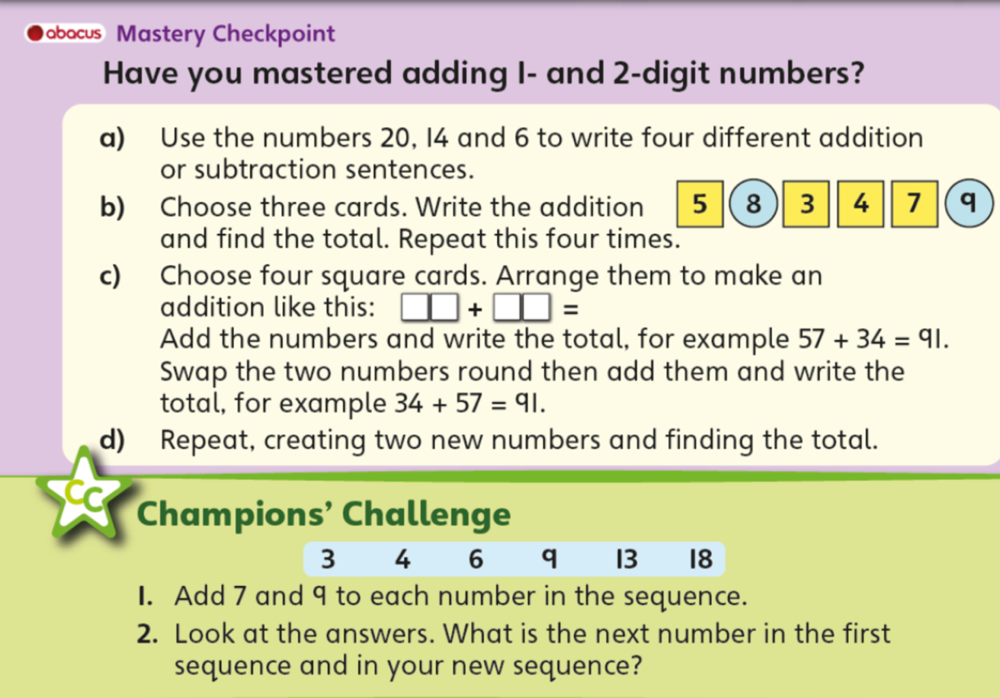 abacus Mastery Checkpoint
Have you mastered adding 1- and 2-digit numbers?
a) Use the numbers 20, 14 and 6 to write four different addition
or subtraction sentences.
b) Choose three cards. Write the addition 5 8 3 4 7 9
and find the total. Repeat this four times.
c) Choose four square cards. Arrange them to make an
addition like this: + =
Add the numbers and write the total, for example 57 + 34 = 91.
Swap the two numbers round then add them and write the
total, for example 34 + 57 = 91.
d) Repeat, creating two new numbers and finding the total.
CC
Champions’ Challenge
3 4 6 9 13 18
1. Add 7 and 9 to each number in the sequence.
2. Look at the answers. What is the next number in the first
sequence and in your new sequence?